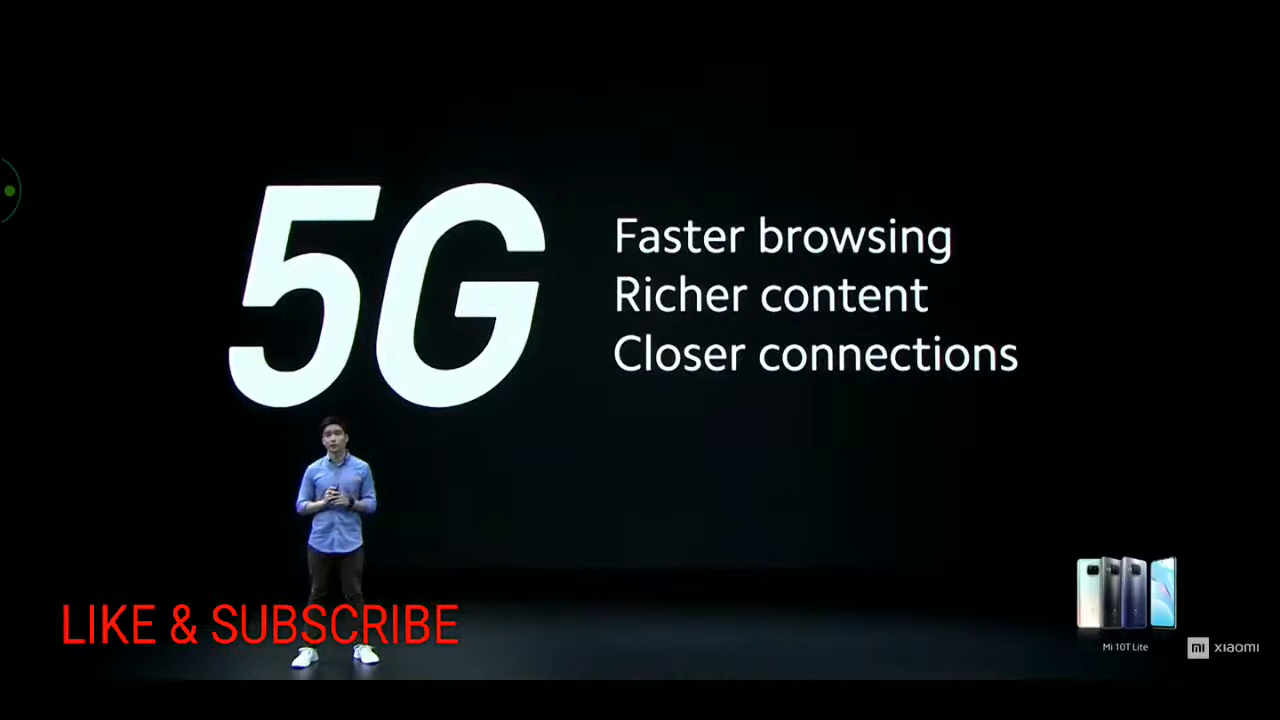 5G
Faster browsing
Richer content
Closer connections
LIKE & SUBSCRIBE
Mi 10T Lite
mi xiaomi